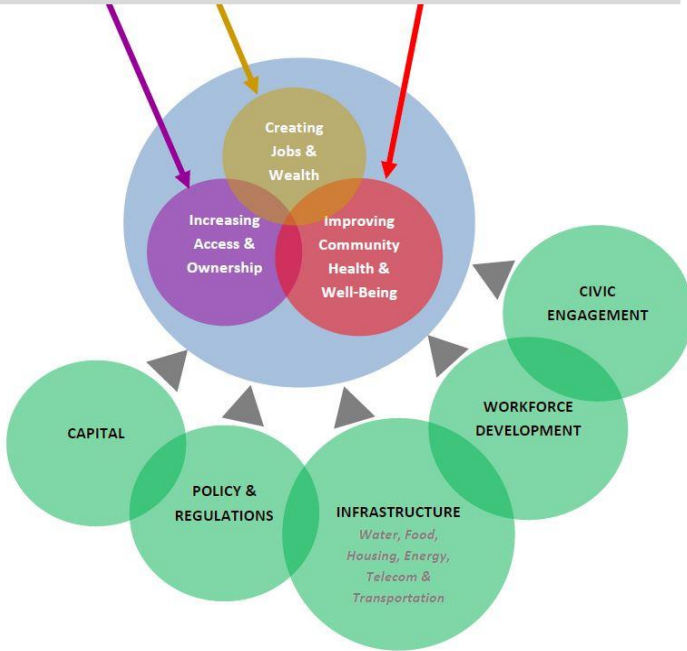 Creating
Jobs &
Wealth
Increasing
Access &
Ownership
Improving
Community
Health &
Well-Being
CIVIC
ENGAGEMENT
WORKFORCE
DEVELOPMENT
CAPITAL
POLICY &
REGULATIONS
INFRASTRUCTURE
Water, Food,
Housing, Energy,
Telecom &
Transportation